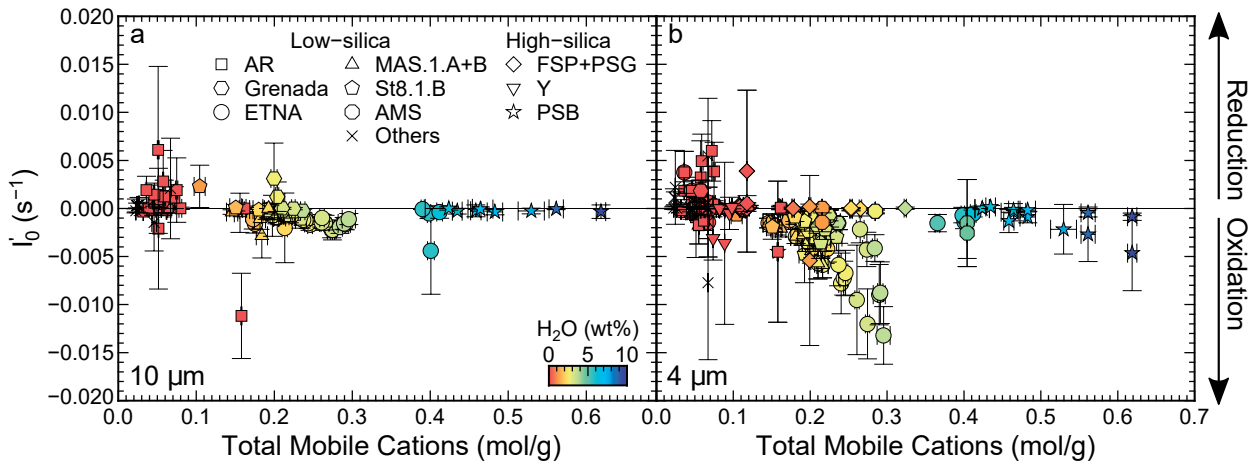 a
Low−silica
High−silica
AR
MAS.1.A+B
FSP+PSG
Grenada
St8.1.B
Y
ETNA
AMS
PSB
Others
b
0.020
0.015
0.010
0.005
0.000
−0.005
−0.010
−0.015
−0.020
I′0 (s−1)
10 µm
H2O (wt%)
0 5 10
4 µm
0.0 0.1 0.2 0.3 0.4 0.5 0.6
0.0 0.1 0.2 0.3 0.4 0.5 0.6 0.7
Total Mobile Cations (mol/g)
Total Mobile Cations (mol/g)
Reduction
Oxidation